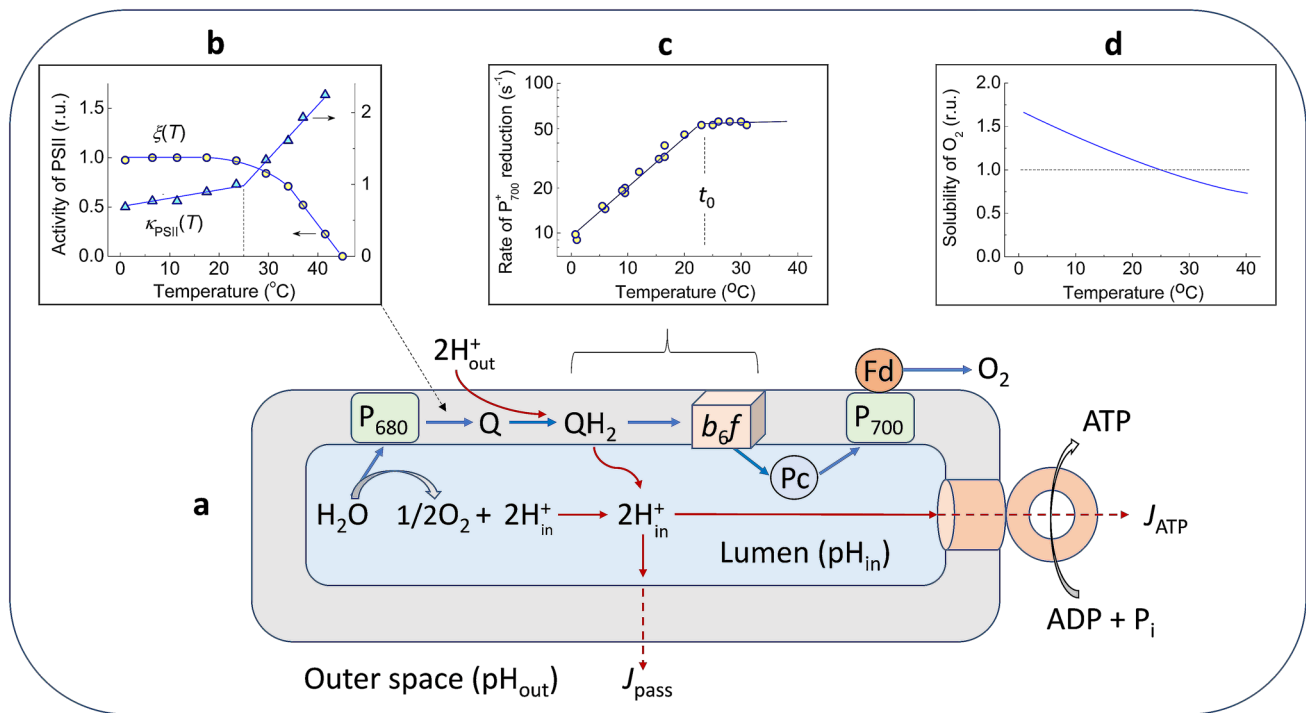 b
c
d
Activity of PSII (r.u.)
1.5
1.0
0.5
0.0
ξ(T)
κPSII(T)
2
1
0
0 10 20 30 40
Temperature (°C)
Rate of P⁺700 reduction (s⁻¹)
100
50
20
10
t₀
0 10 20 30 40
Temperature (°C)
Solubility of O₂ (r.u.)
2.0
1.5
1.0
0.5
0.0
0 10 20 30 40
Temperature (°C)
2H⁺out
Fd
O₂
P680
Q
QH₂
b₆f
P700
Pc
ATP
a
H₂O
1/2O₂ + 2H⁺in
2H⁺in
JATP
Lumen (pHin)
ADP + Pi
Outer space (pHout)
Jpass